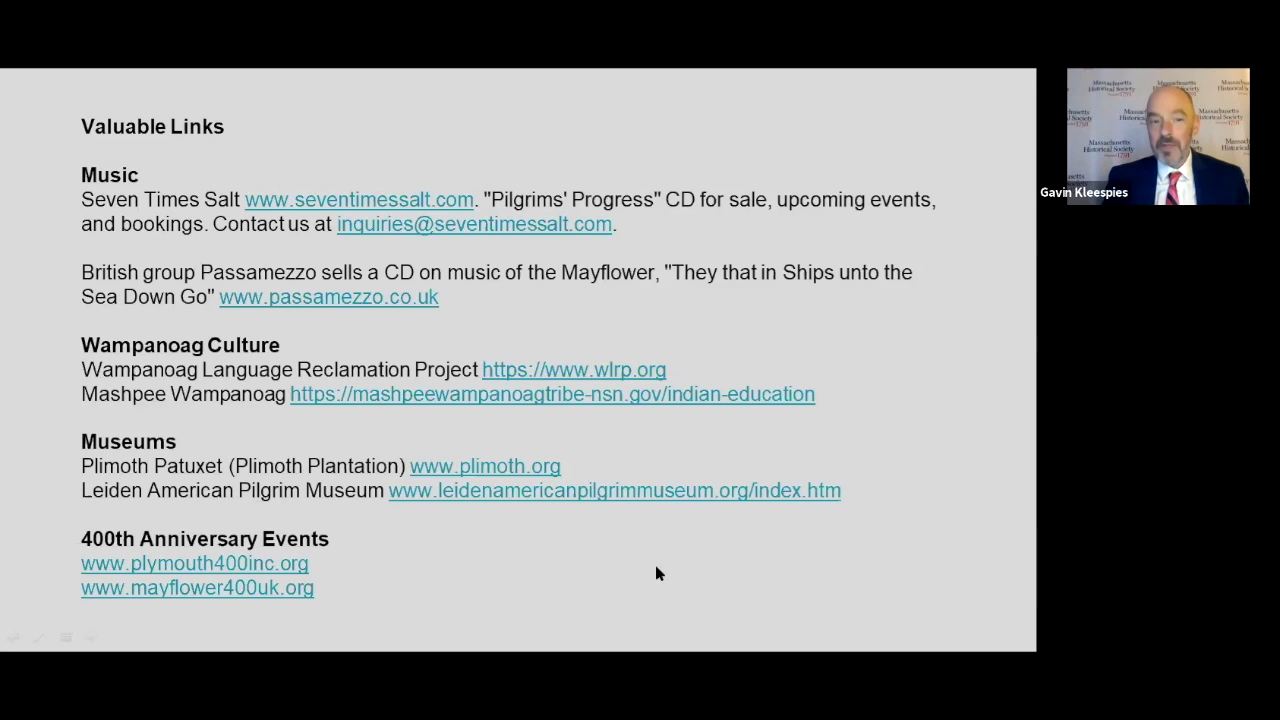 Valuable Links
Music
Seven Times Salt www.seventimessalt.com. "Pilgrims' Progress" CD for sale, upcoming events,
and bookings. Contact us at inquiries@seventimessalt.com.
British group Passamezzo sells a CD on music of the Mayflower, "They that in Ships unto the
Sea Down Go" www.passamezzo.co.uk
Wampanoag Culture
Wampanoag Language Reclamation Project https://www.wlrp.org
Mashpee Wampanoag https://mashpeewampanoagtribe-nsn.gov/indian-education
Museums
Plimoth Patuxet (Plimoth Plantation) www.plimoth.org
Leiden American Pilgrim Museum www.leidenamericanpilgrimmuseum.org/index.htm
400th Anniversary Events
www.plymouth400inc.org
www.mayflower400uk.org
Massachusetts
Historical Society
1791
Gavin Kleespies